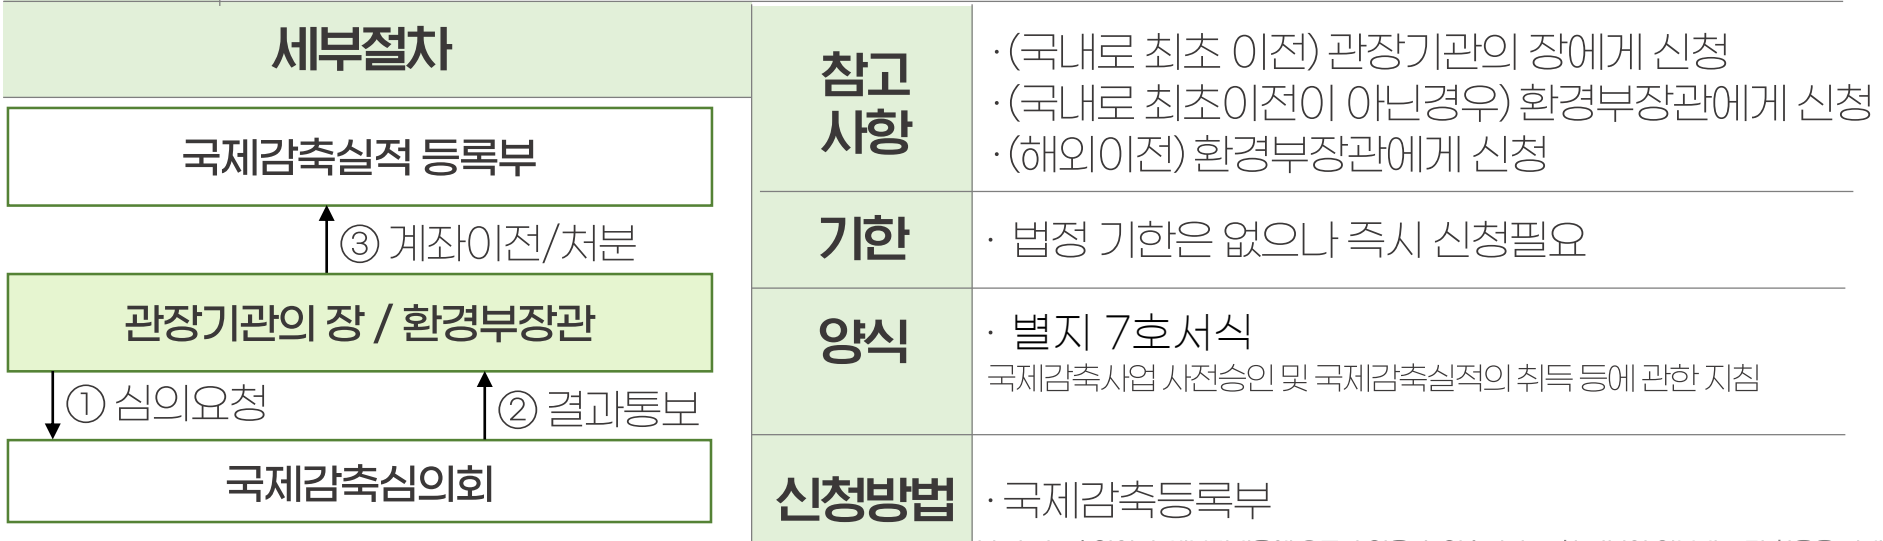 세부절차
국제감축실적 등록부
③ 계좌이전/처분
관장기관의 장 / 환경부장관
① 심의요청
② 결과통보
국제감축심의회
참고
사항
· (국내로 최초 이전) 관장기관의 장에게 신청
· (국내로 최초이전이 아닌경우) 환경부장관에게 신청
· (해외이전) 환경부장관에게 신청
기한
· 법정 기한은 없으나 즉시 신청필요
양식
· 별지 7호서식
국제감축사업 사전승인 및 국제감축실적의 취득 등에 관한 지침
신청방법
· 국제감축등록부